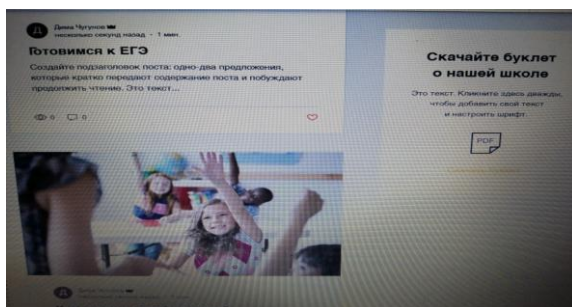 Д
Дима Чугунов
несколько секунд назад · 1 мин.
Готовимся к ЕГЭ
Создайте подзаголовок поста: одно-два предложения,
которые кратко передают содержание поста и побуждают
продолжить чтение. Это текст...
0 0
Скачайте буклет
о нашей школе
Это текст. Кликните здесь дважды,
чтобы добавить свой текст
и настроить шрифт.
PDF
Д
Дима Чугунов